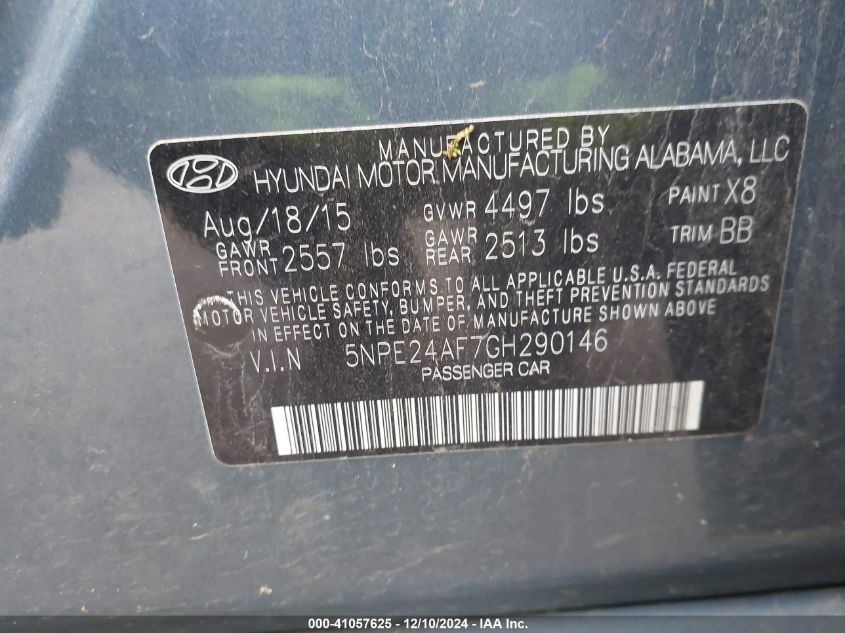 MANUFACTURED BY
HYUNDAI MOTOR MANUFACTURING ALABAMA, LLC
Aug/18/15 GVWR 4497 lbs PAINT X8
GAWR FRONT 2557 lbs GAWR REAR 2513 lbs TRIM BB
THIS VEHICLE CONFORMS TO ALL APPLICABLE U.S.A. FEDERAL
MOTOR VEHICLE SAFETY, BUMPER, AND THEFT PREVENTION STANDARDS
IN EFFECT ON THE DATE OF MANUFACTURE SHOWN ABOVE
V.I.N 5NPE24AF7GH290146
PASSENGER CAR
000-41057625 - 12/10/2024 - IAA Inc.